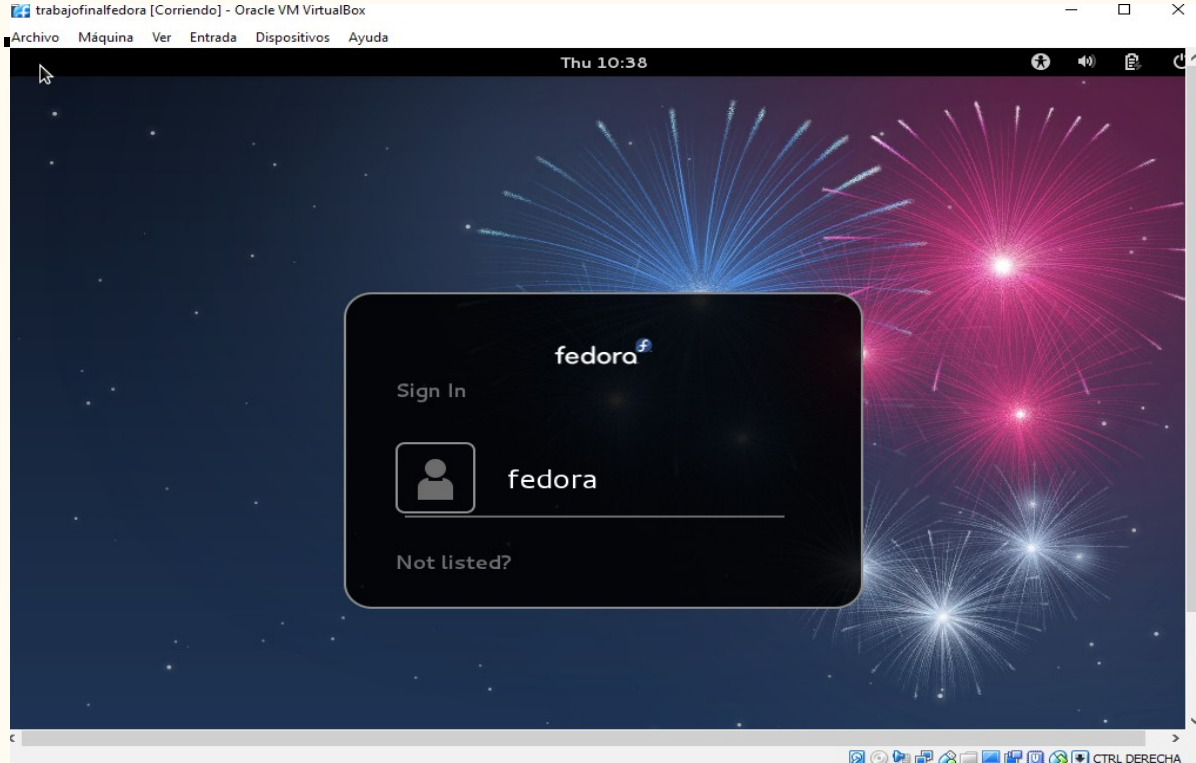 trabajofinalfedora [Corriendo] - Oracle VM VirtualBox
Archivo Máquina Ver Entrada Dispositivos Ayuda
Thu 10:38
fedora
Sign In
fedora
Not listed?
CTRL DERECHA